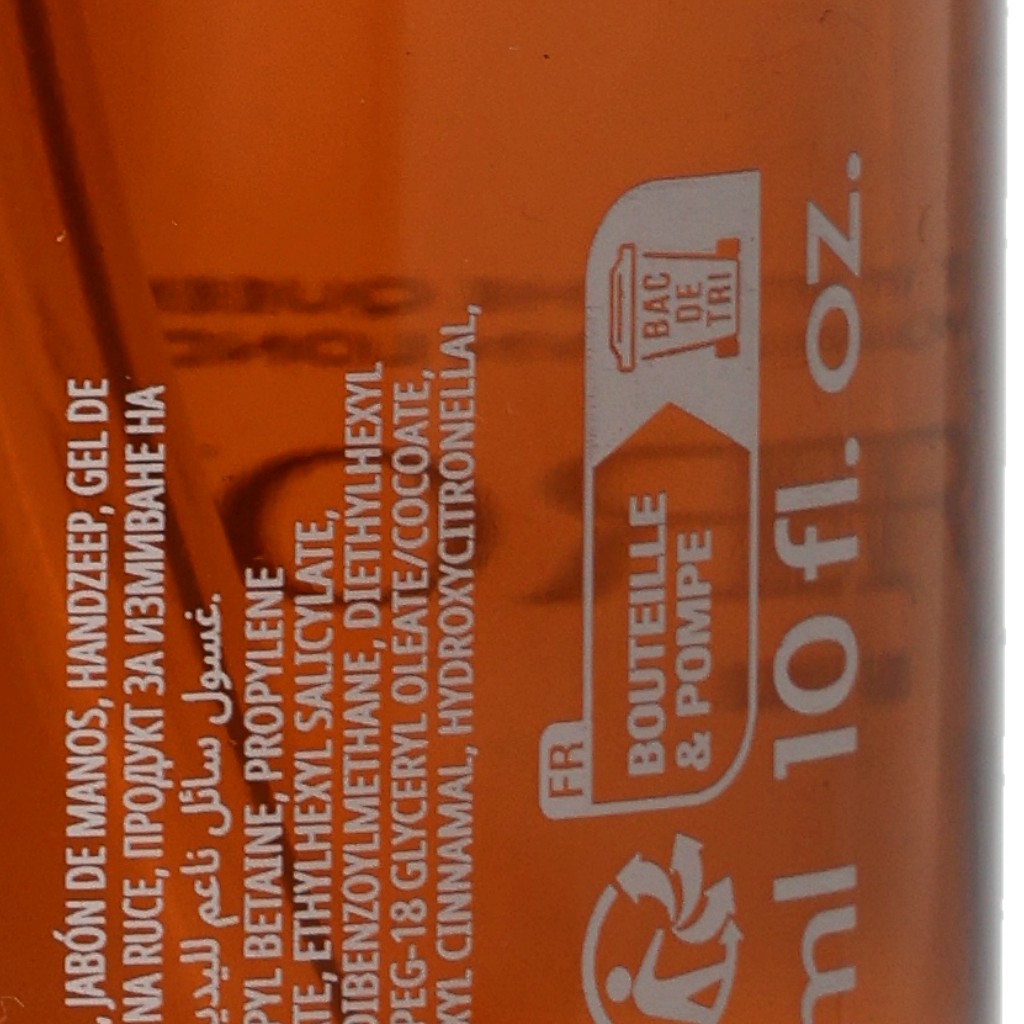 , JABÓN DE MANOS, HANDZEEP, GEL DE
NA RUCE, ПРОДУКТ ЗА ИЗМИВАНЕ НА
غسول سائل ناعم لليدي
PYL BETAINE, PROPYLENE
TE, ETHYLHEXYL SALICYLATE,
DIBENZOYLMETHANE, DIETHYLHEXYL
PEG-18 GLYCERYL OLEATE/COCOATE,
XYL CINNAMAL, HYDROXYCITRONELLAL,
FR
BOUTEILLE
& POMPE
BAC
DE
TRI
ml 10 fl. oz.